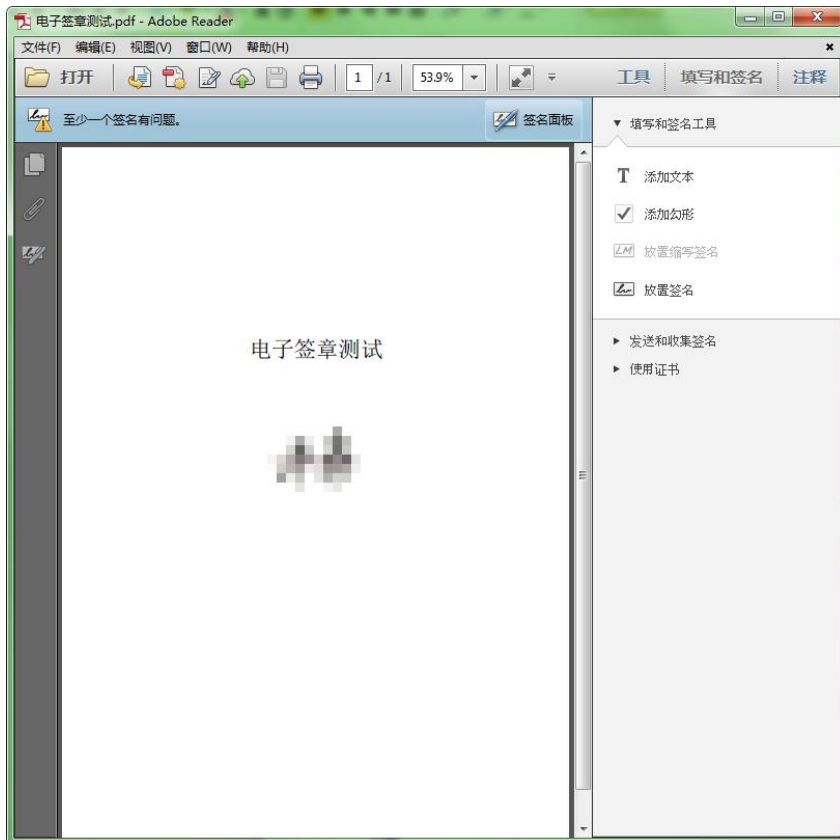 电子签章测试.pdf - Adobe Reader
文件(F) 编辑(E) 视图(V) 窗口(W) 帮助(H)
打开 1 /1 53.9% 工具 填写和签名 注释
至少一个签名有问题。 签名面板
填写和签名工具
T 添加文本
添加勾形
LM 放置缩写签名
放置签名
发送和收集签名
使用证书
电子签章测试